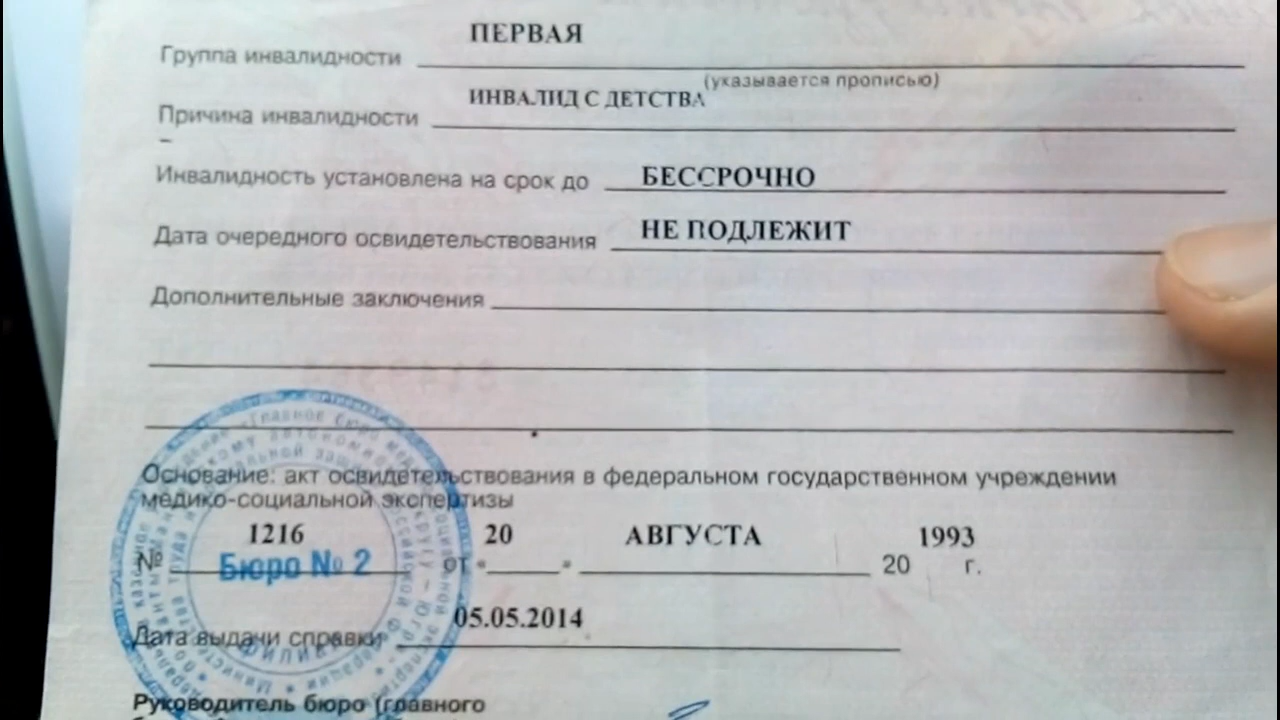 Группа инвалидности ПЕРВАЯ
(указывается прописью)
Причина инвалидности ИНВАЛИД С ДЕТСТВА
Инвалидность установлена на срок до БЕССРОЧНО
Дата очередного освидетельствования НЕ ПОДЛЕЖИТ
Дополнительные заключения
Основание: акт освидетельствования в федеральном государственном учреждении
медико-социальной экспертизы
№ 1216 от « 20 » АВГУСТА 20 1993 г.
Бюро № 2
Дата выдачи справки 05.05.2014
Руководитель бюро (главного